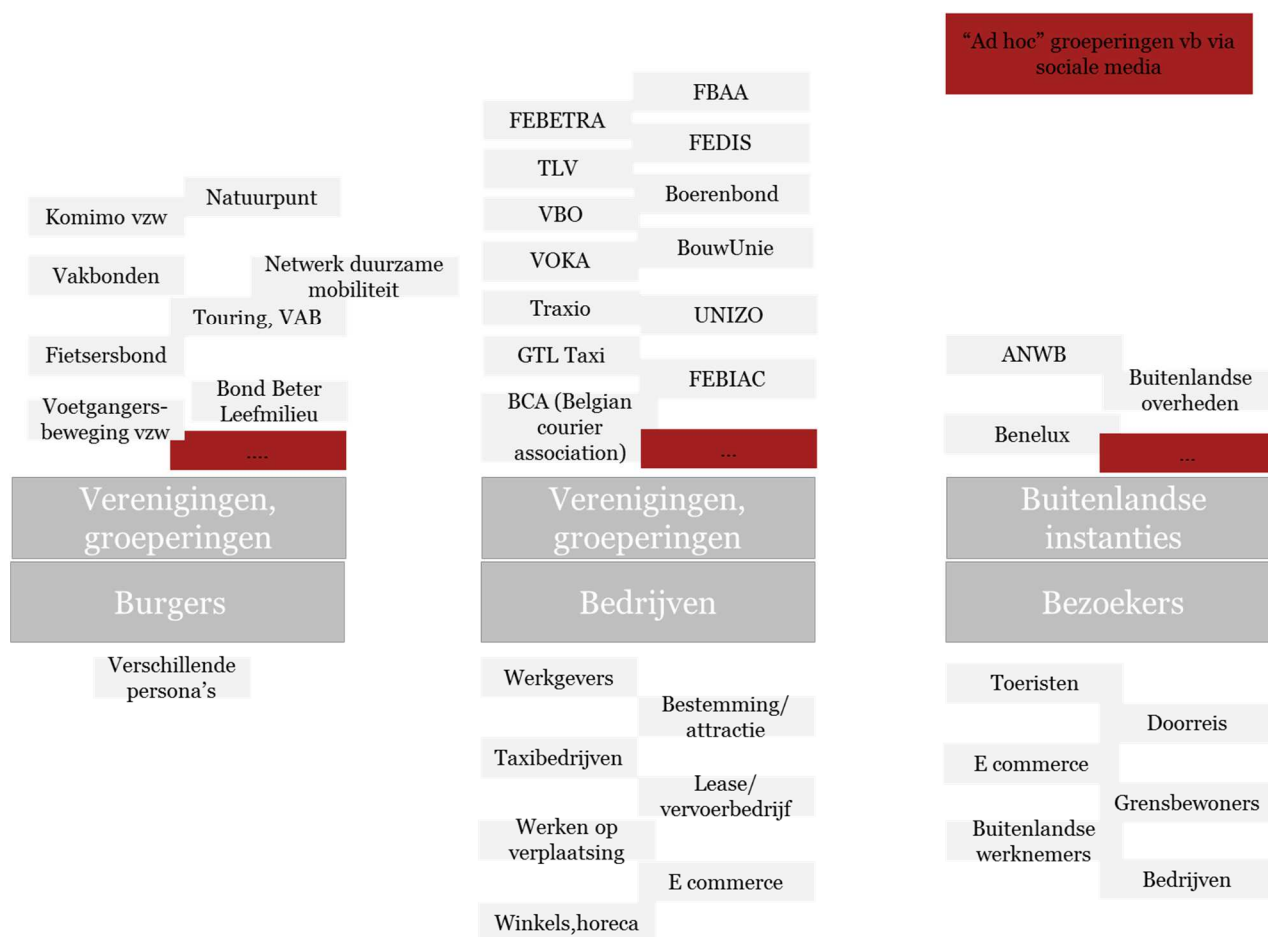 “Ad hoc” groeperingen vb via
sociale media
Natuurpunt
Komimo vzw
Vakbonden
Netwerk duurzame
mobiliteit
Touring, VAB
Fietsersbond
Bond Beter
Leefmilieu
Voetgangers-
beweging vzw
....
Verenigingen,
groeperingen
Burgers
Verschillende
persona’s
FBAA
FEBETRA
FEDIS
TLV
Boerenbond
VBO
BouwUnie
VOKA
Traxio
UNIZO
GTL Taxi
FEBIAC
BCA (Belgian
courier
association)
...
Verenigingen,
groeperingen
Bedrijven
Werkgevers
Bestemming/
attractie
Taxibedrijven
Lease/
vervoerbedrijf
Werken op
verplaatsing
E commerce
Winkels,horeca
ANWB
Buitenlandse
overheden
Benelux
...
Buitenlandse
instanties
Bezoekers
Toeristen
Doorreis
E commerce
Grensbewoners
Buitenlandse
werknemers
Bedrijven